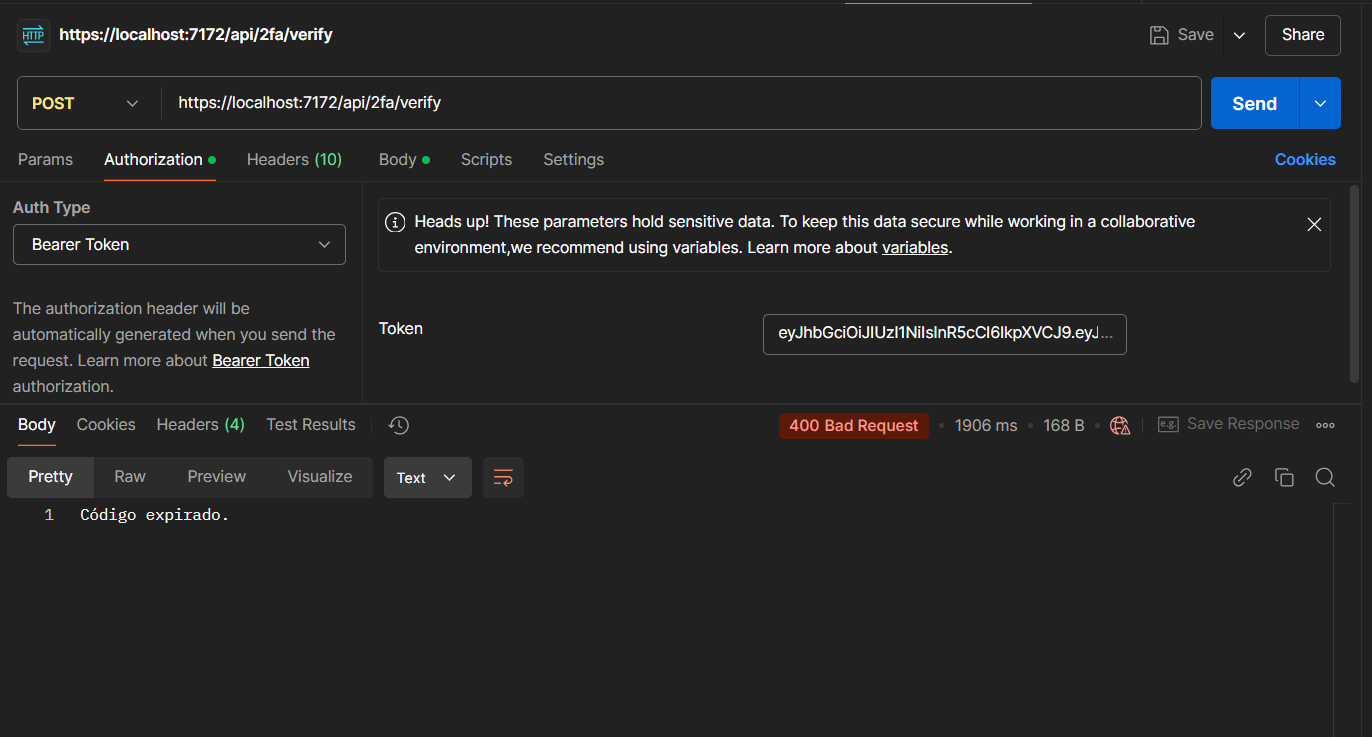 HTTP https://localhost:7172/api/2fa/verify Save Share
POST https://localhost:7172/api/2fa/verify Send
Params Authorization Headers (10) Body Scripts Settings Cookies
Auth Type
Bearer Token
The authorization header will be
automatically generated when you send the
request. Learn more about Bearer Token
authorization.
Heads up! These parameters hold sensitive data. To keep this data secure while working in a collaborative
environment,we recommend using variables. Learn more about variables.
Token eyJhbGciOiJIUzI1NiIsInR5cCI6IkpXVCJ9.eyJ...
Body Cookies Headers (4) Test Results 400 Bad Request • 1906 ms • 168 B • e.g. Save Response
Pretty Raw Preview Visualize Text
1 Código expirado.